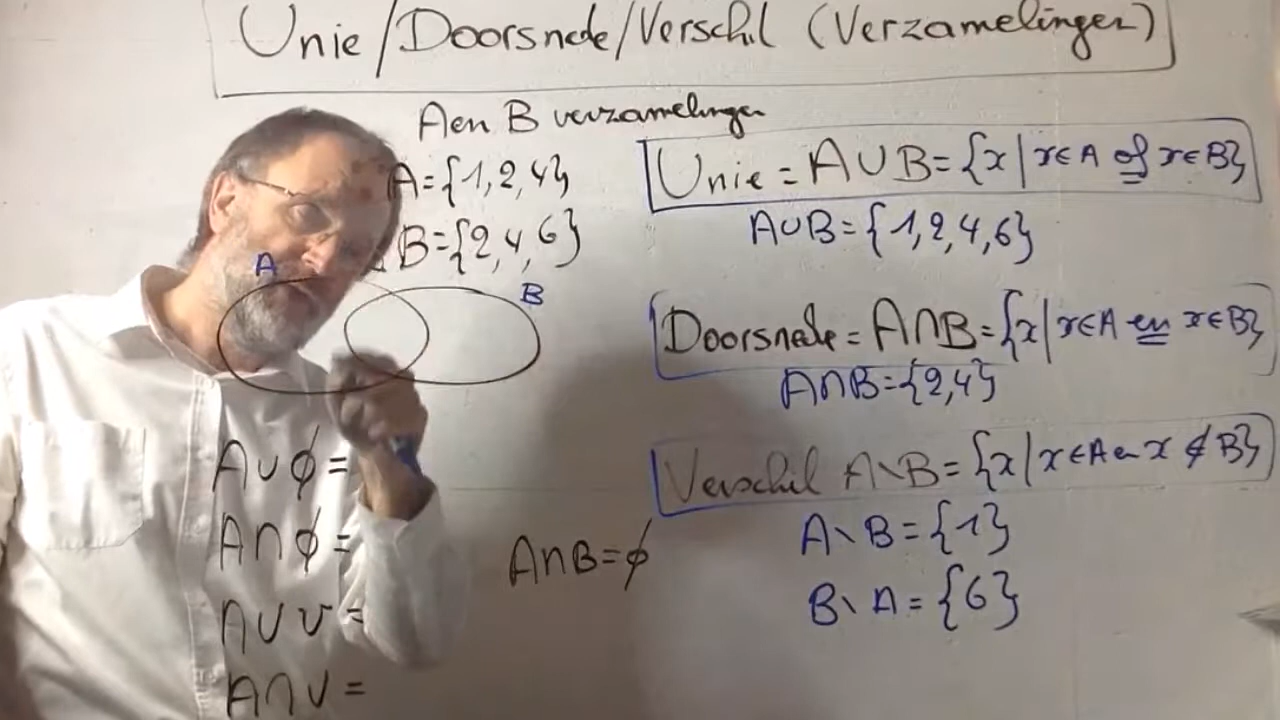 Unie/Doorsnede/Verschil (Verzamelingen)
A en B verzamelingen
A={1,2,4}
B={2,4,6}
A
B
A∪ϕ=
A∩ϕ=
A∪V=
A∩V=
A∩B=ϕ
Unie = A∪B={x|x∈A of x∈B}
A∪B={1,2,4,6}
Doorsnede = A∩B={x|x∈A en x∈B}
A∩B={2,4}
Verschil A\B={x|x∈A en x∉B}
A\B={1}
B\A={6}